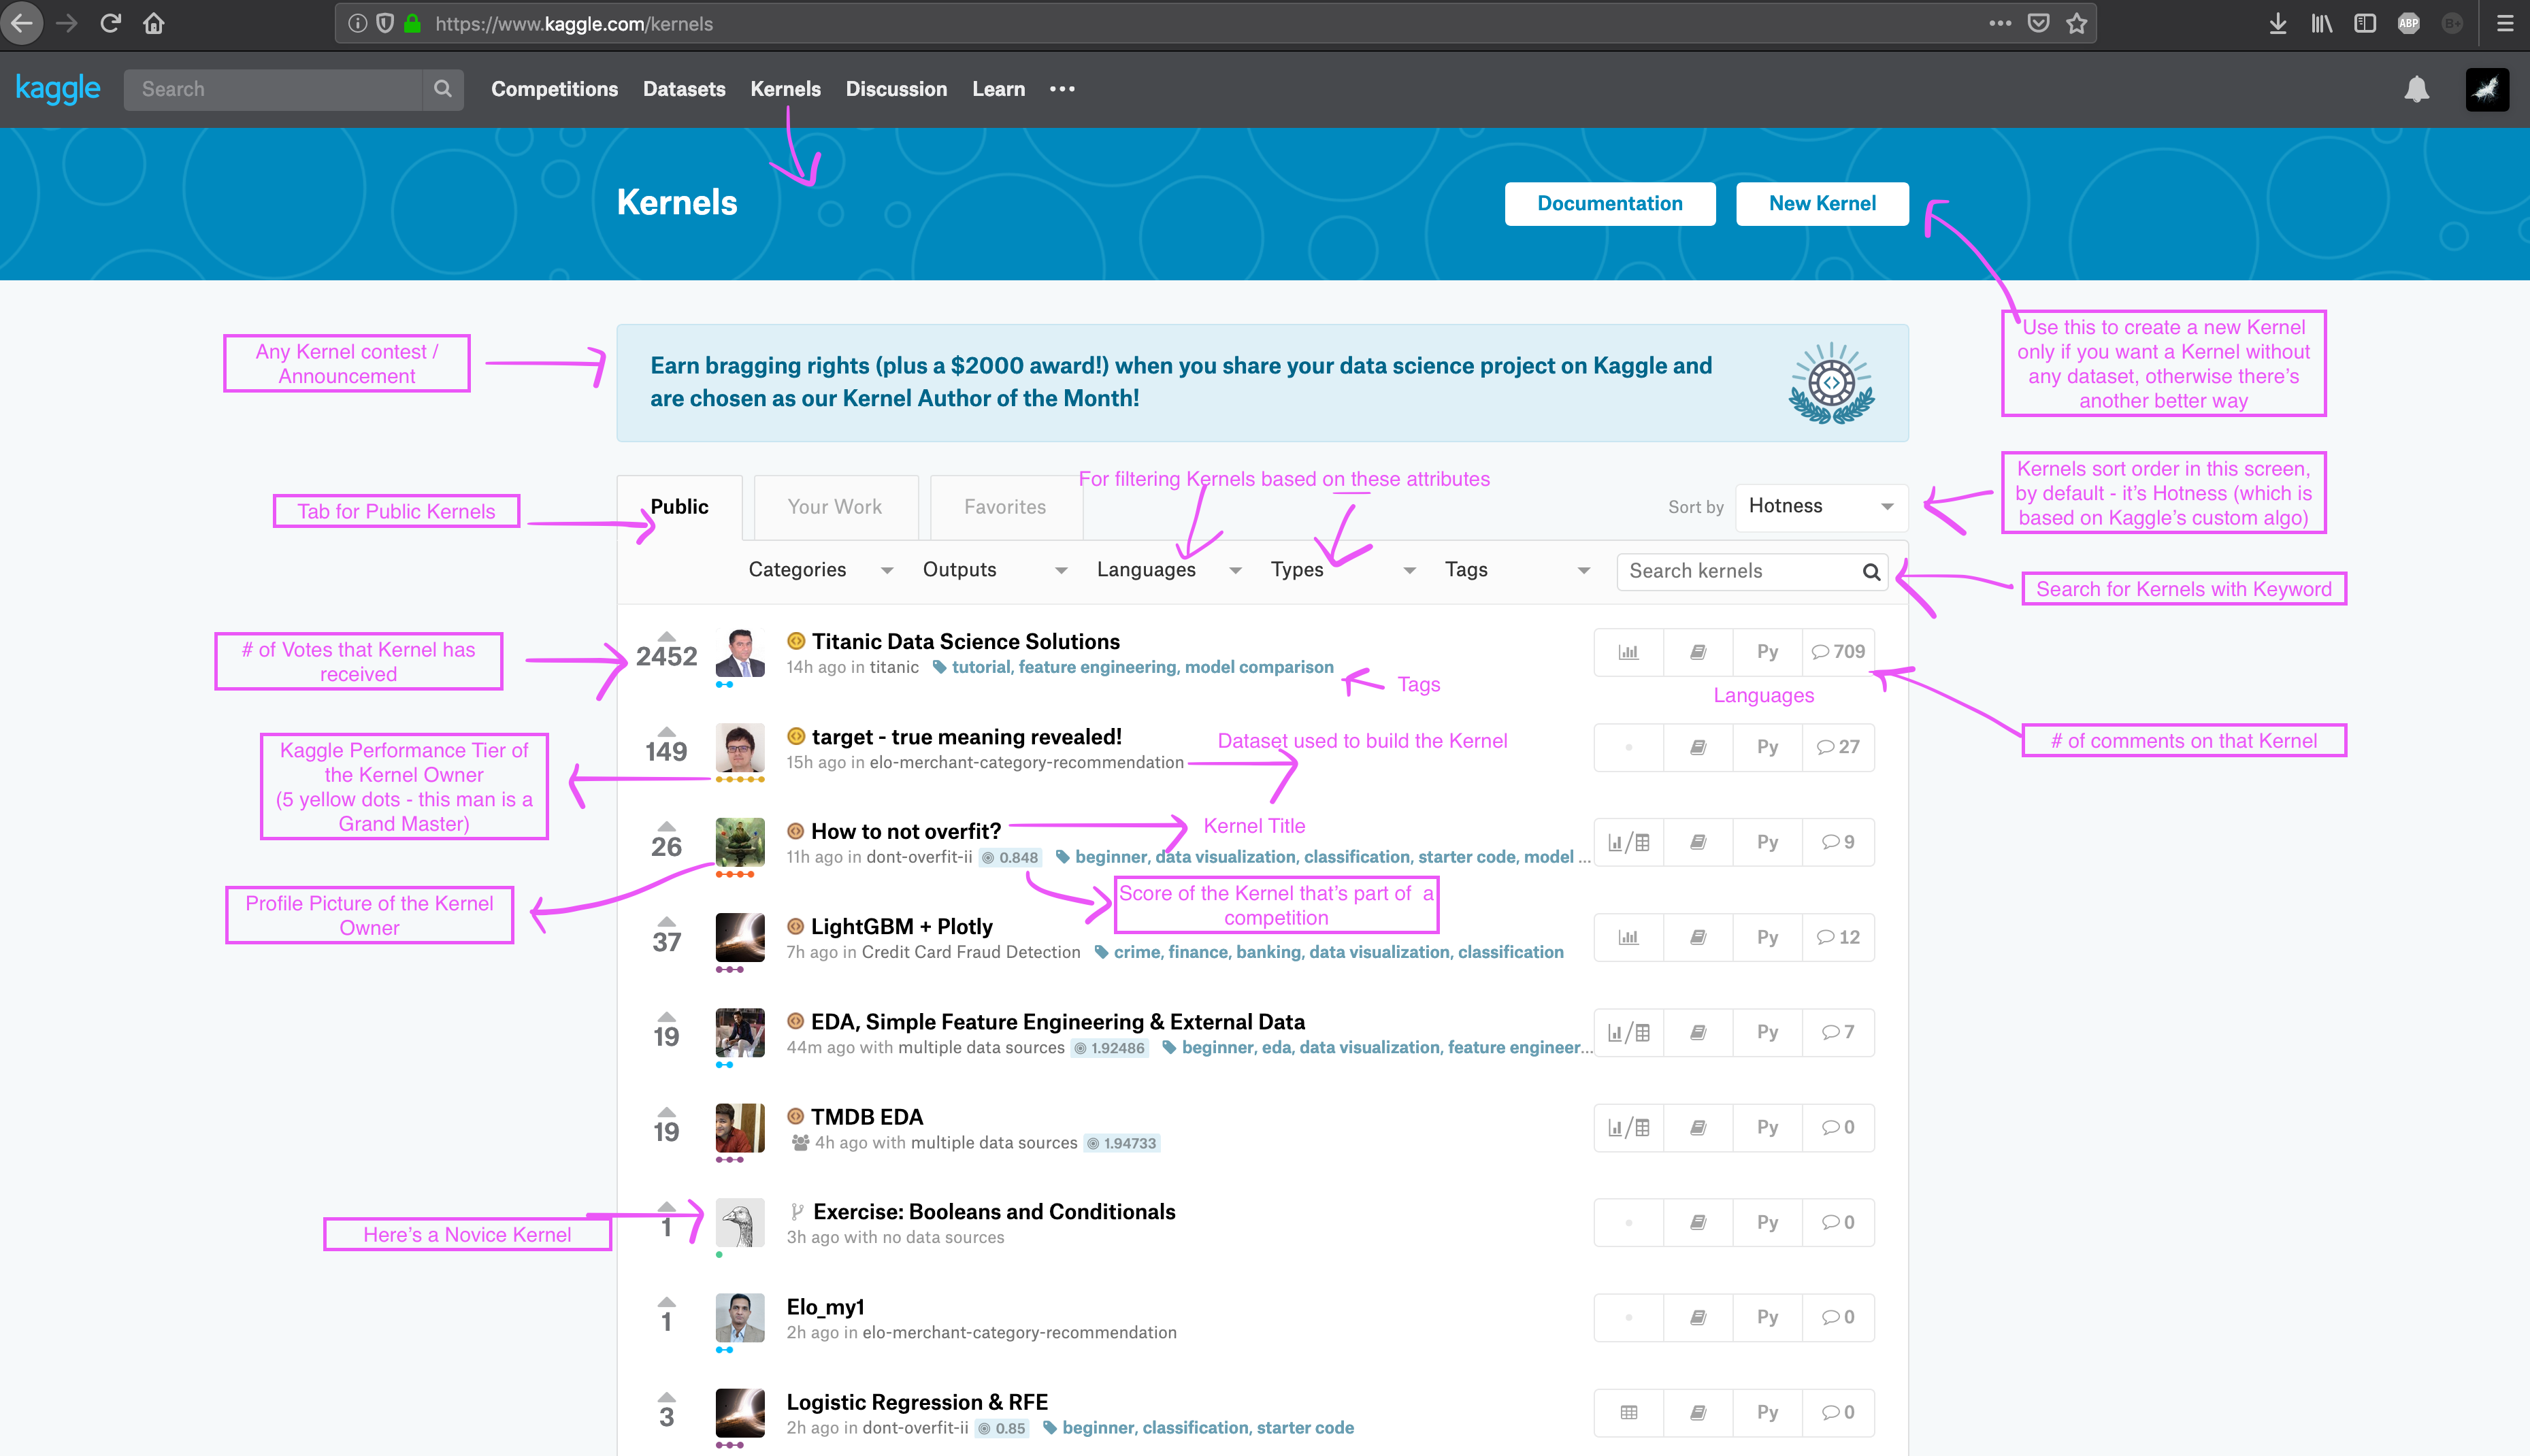 https://www.kaggle.com/kernels
ABP
kaggle
Search
Competitions Datasets Kernels Discussion Learn
Kernels
Documentation
New Kernel
Any Kernel contest /
Announcement
Earn bragging rights (plus a $2000 award!) when you share your data science project on Kaggle and
are chosen as our Kernel Author of the Month!
Use this to create a new Kernel
only if you want a Kernel without
any dataset, otherwise there's
another better way
Tab for Public Kernels
Public
Your Work
Favorites
For filtering Kernels based on these attributes
Sort by
Hotness
Kernels sort order in this screen,
by default - it's Hotness (which is
based on Kaggle's custom algo)
Categories Outputs Languages Types Tags
Search kernels
Search for Kernels with Keyword
# of Votes that Kernel has
received
2452
Titanic Data Science Solutions
14h ago in titanic tutorial, feature engineering, model comparison
Py
709
Tags
Languages
# of comments on that Kernel
Kaggle Performance Tier of
the Kernel Owner
(5 yellow dots - this man is a
Grand Master)
149
target - true meaning revealed!
15h ago in elo-merchant-category-recommendation
Dataset used to build the Kernel
Py
27
26
How to not overfit?
Kernel Title
11h ago in dont-overfit-ii 0.848 beginner, data visualization, classification, starter code, model ...
Py
9
Profile Picture of the Kernel
Owner
Score of the Kernel that's part of a
competition
37
LightGBM + Plotly
7h ago in Credit Card Fraud Detection crime, finance, banking, data visualization, classification
Py
12
19
EDA, Simple Feature Engineering & External Data
44m ago with multiple data sources 1.92486 beginner, eda, data visualization, feature engineer...
Py
7
19
TMDB EDA
4h ago with multiple data sources 1.94733
Py
0
Here's a Novice Kernel
1
Exercise: Booleans and Conditionals
3h ago with no data sources
Py
0
1
Elo_my1
2h ago in elo-merchant-category-recommendation
Py
0
3
Logistic Regression & RFE
2h ago in dont-overfit-ii 0.85 beginner, classification, starter code
Py
0